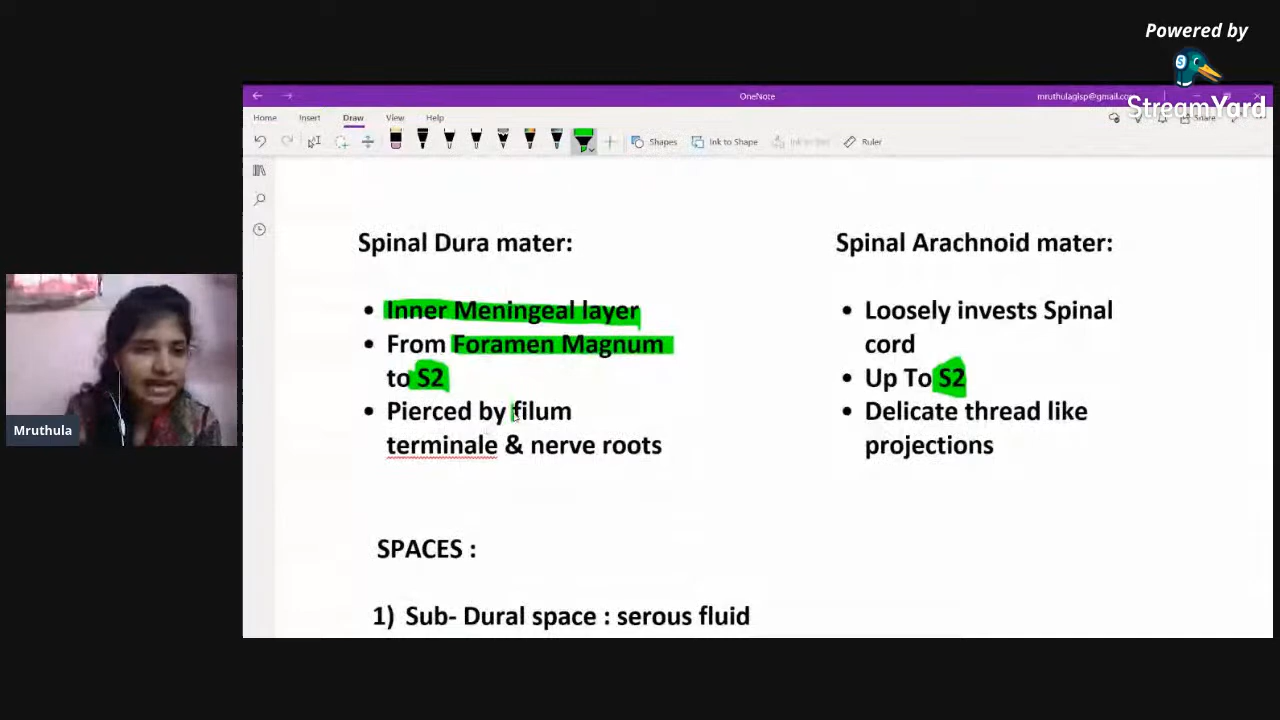 Powered by
StreamYard
OneNote
Home Insert Draw View Help
Shapes
Ink to Shape
Ruler
Spinal Dura mater:
• Inner Meningeal layer
• From Foramen Magnum
to S2
• Pierced by filum
terminale & nerve roots
Spinal Arachnoid mater:
• Loosely invests Spinal
cord
• Up To S2
• Delicate thread like
projections
SPACES :
1) Sub- Dural space : serous fluid
Mruthula